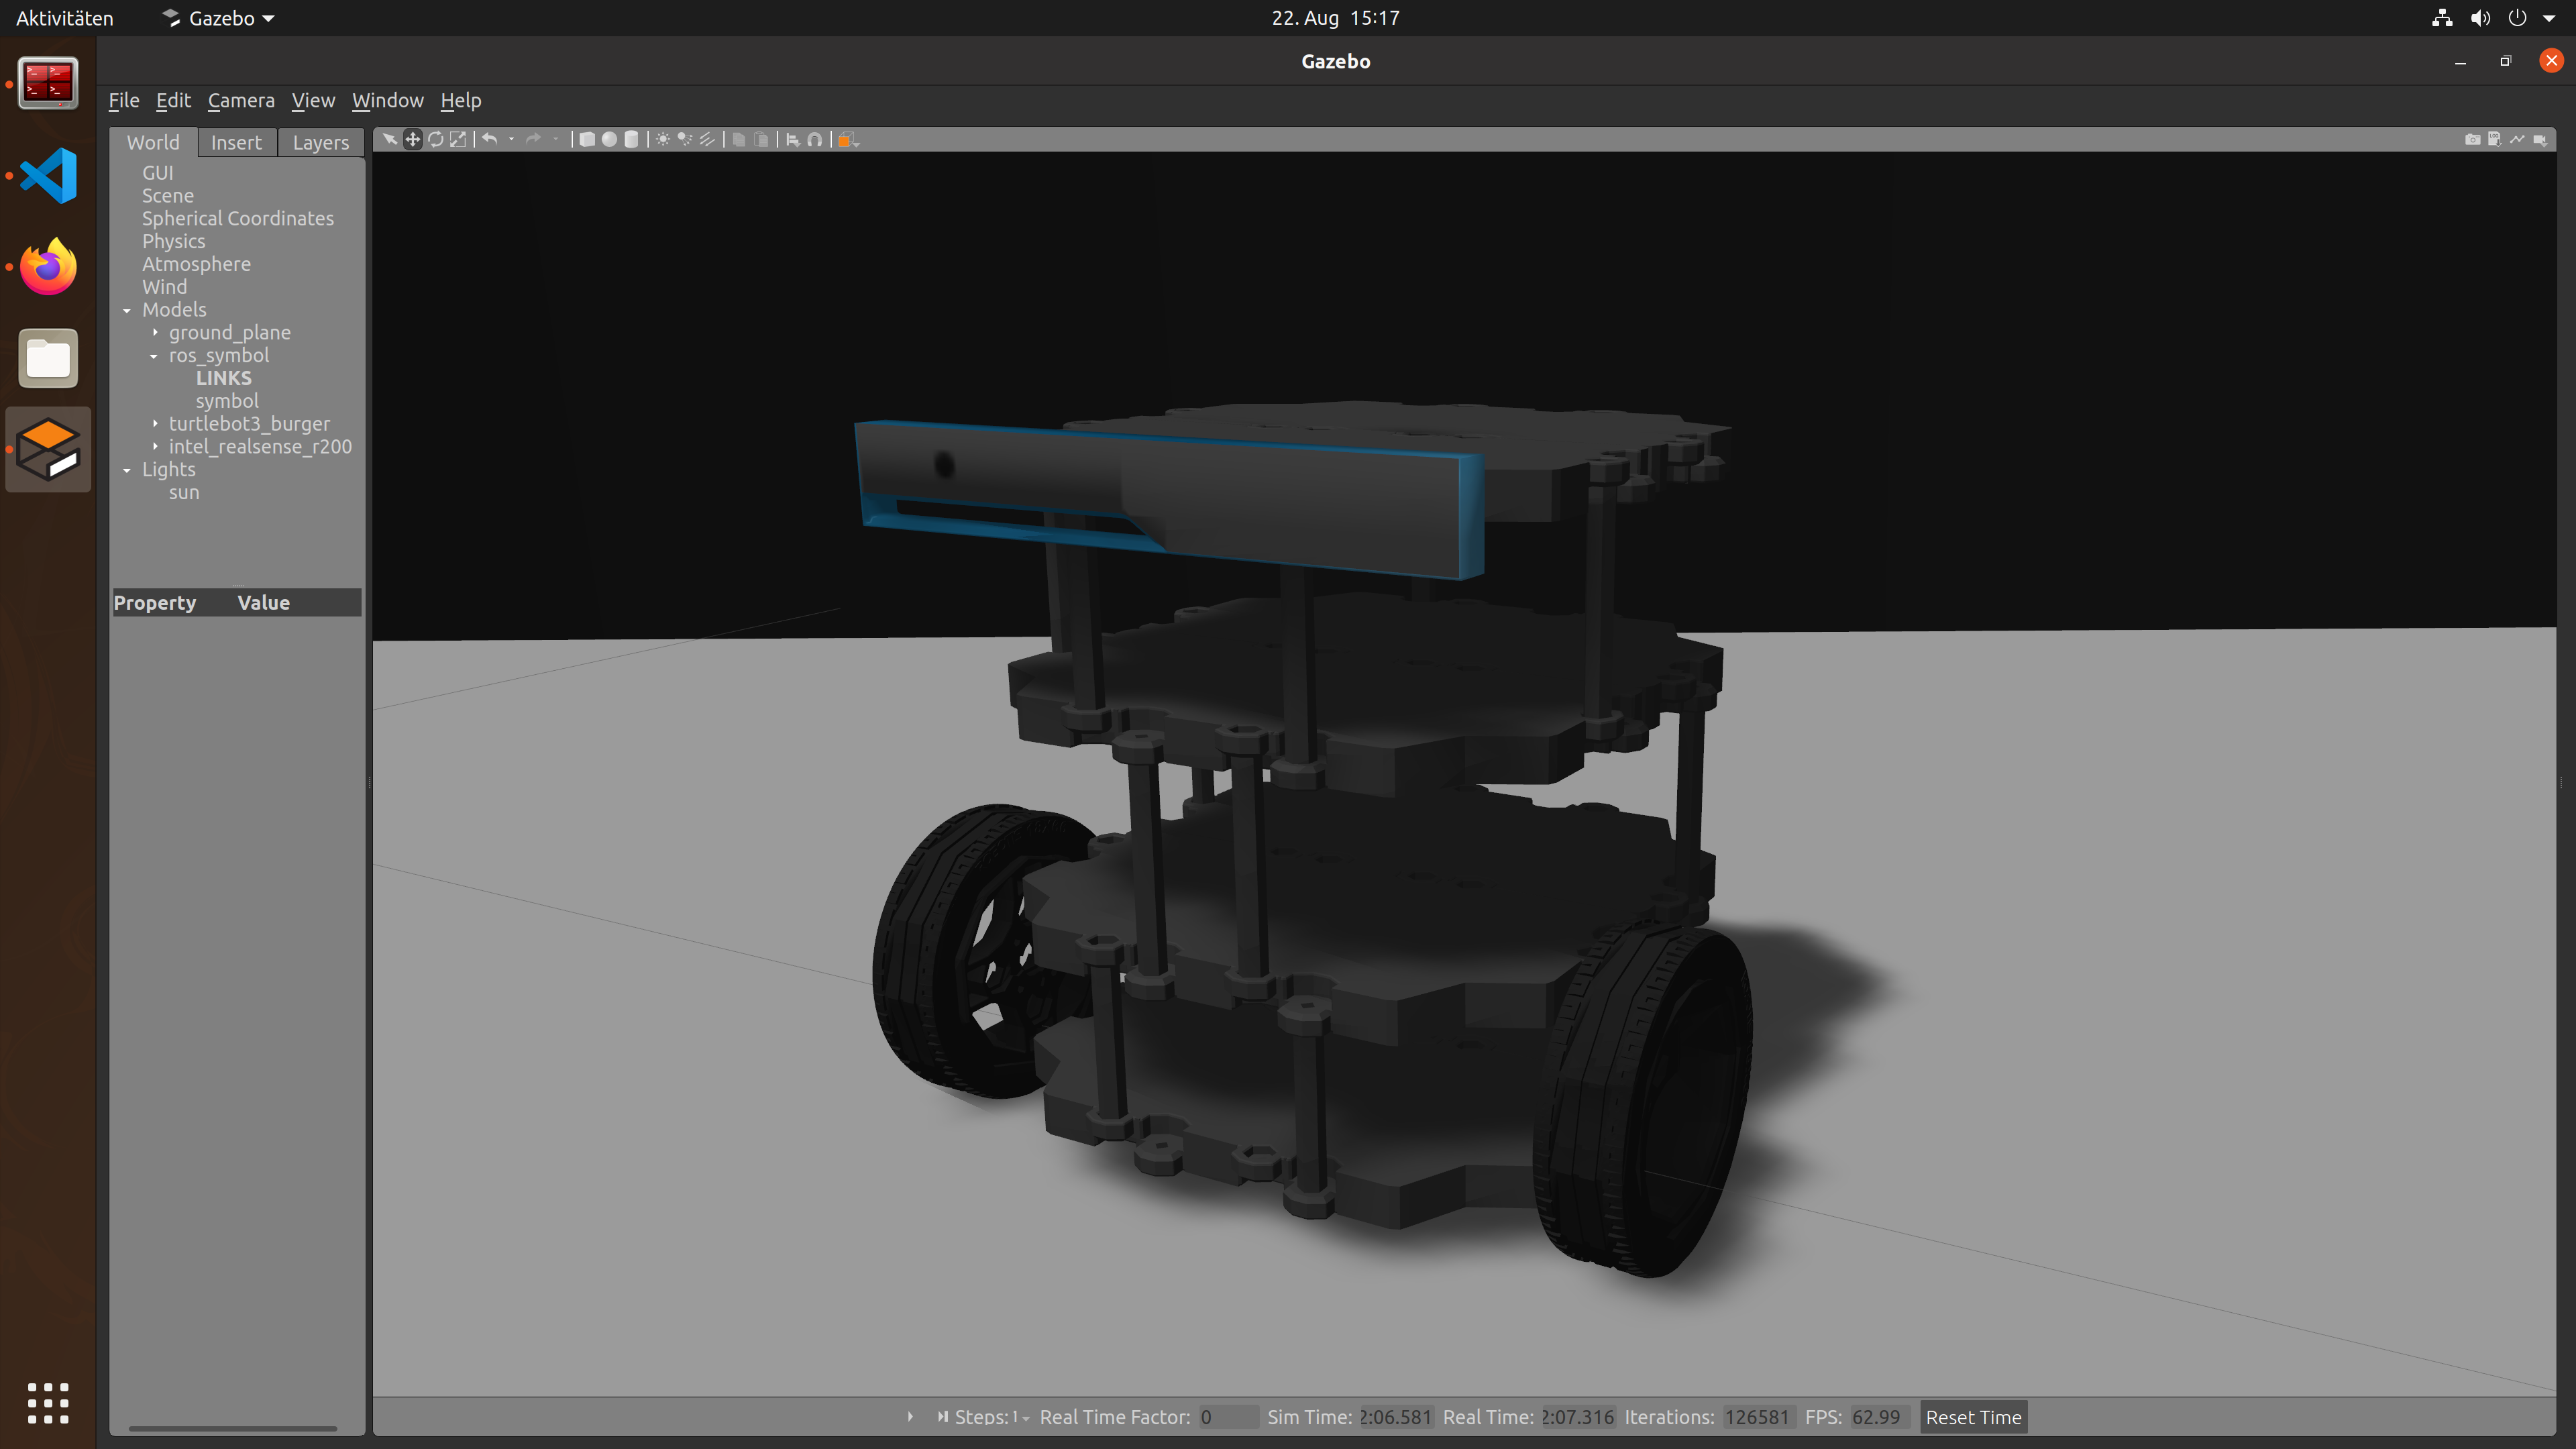 Aktivitäten Gazebo 22. Aug 15:17
Gazebo
File Edit Camera View Window Help
World Insert Layers
GUI
Scene
Spherical Coordinates
Physics
Atmosphere
Wind
Models
ground_plane
ros_symbol
LINKS
symbol
turtlebot3_burger
intel_realsense_r200
Lights
sun
Property Value
Steps: 1 Real Time Factor: 0 Sim Time: 2:06.581 Real Time: 2:07.316 Iterations: 126581 FPS: 62.99 Reset Time